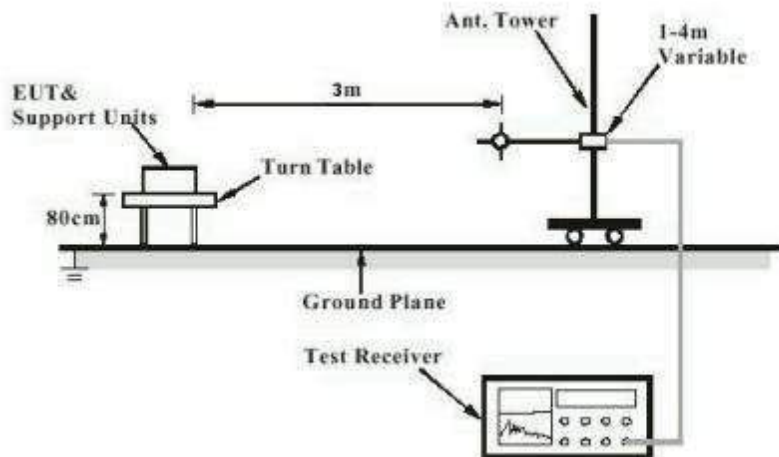 Ant. Tower
1-4m
Variable
3m
EUT&
Support Units
Turn Table
80cm
Ground Plane
Test Receiver